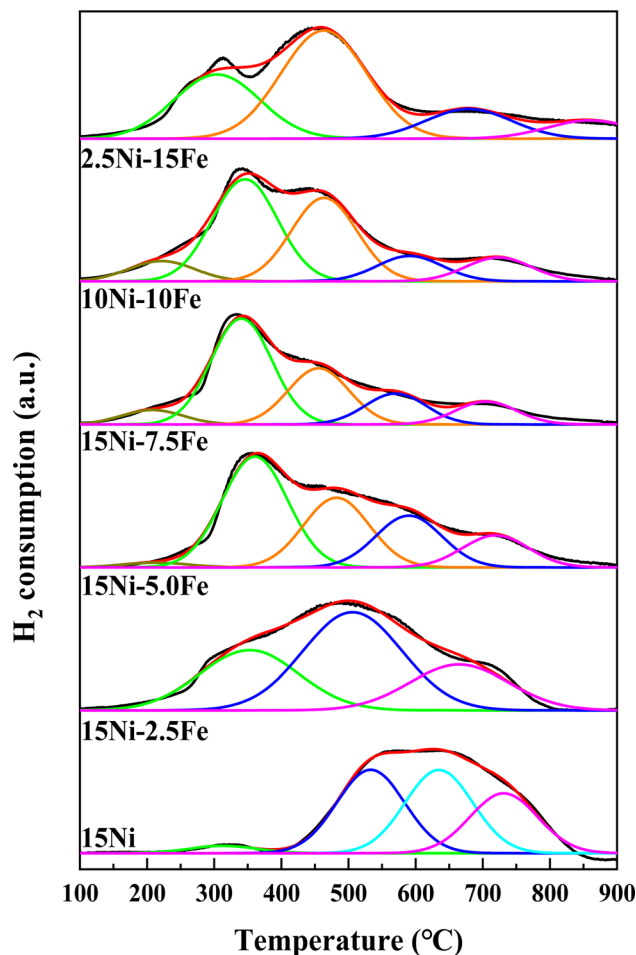 2.5Ni-15Fe
10Ni-10Fe
15Ni-7.5Fe
15Ni-5.0Fe
15Ni-2.5Fe
15Ni
H₂ consumption (a.u.)
100 200 300 400 500 600 700 800 900
Temperature (℃)